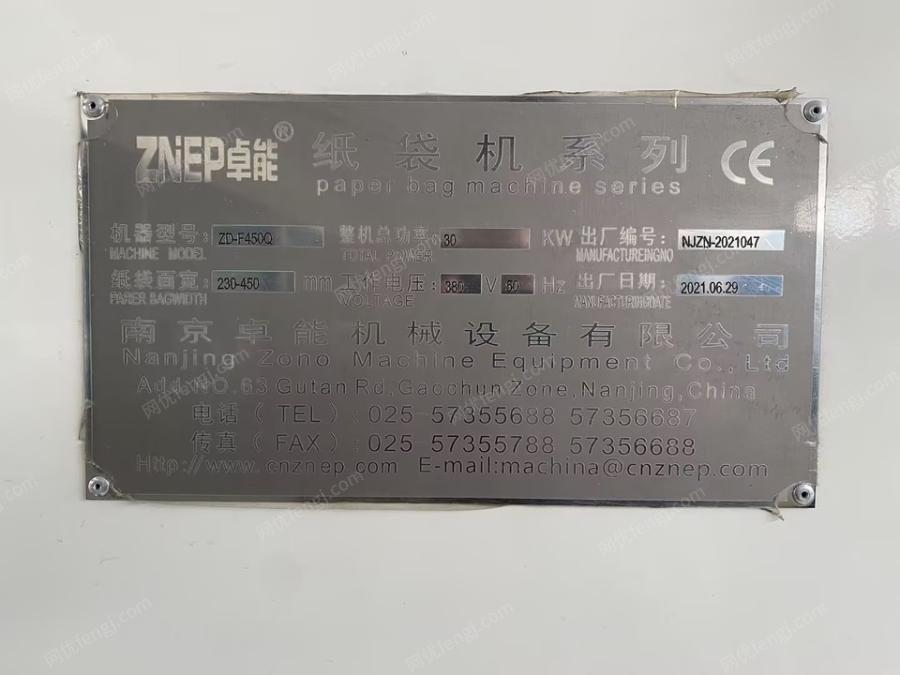 ZNEP卓能® 纸袋机系列 CE
paper bag machine series
机器型号: ZD-F450Q 整机总功率: 30 KW 出厂编号: NJZN-2021047
MACHINE MODEL TOTAL POWER MANUFACTUREINGNO
纸袋面宽: 230-450 mm 工作电压: 380 V Hz 出厂日期: 2021.06.29
PARER BAGWIDTH VOLTAGE MANUFACTURINGDATE
南京卓能机械设备有限公司
Nanjing Zono Machine Equipment Co., Ltd
Add:NO.63 Gutan Rd,Gaochun Zone,Nanjing,China
电话(TEL):025-57355688 57356687
传真(FAX):025 57355788 57356688
Http://www.cnznep.com E-mail:machina@cnznep.com